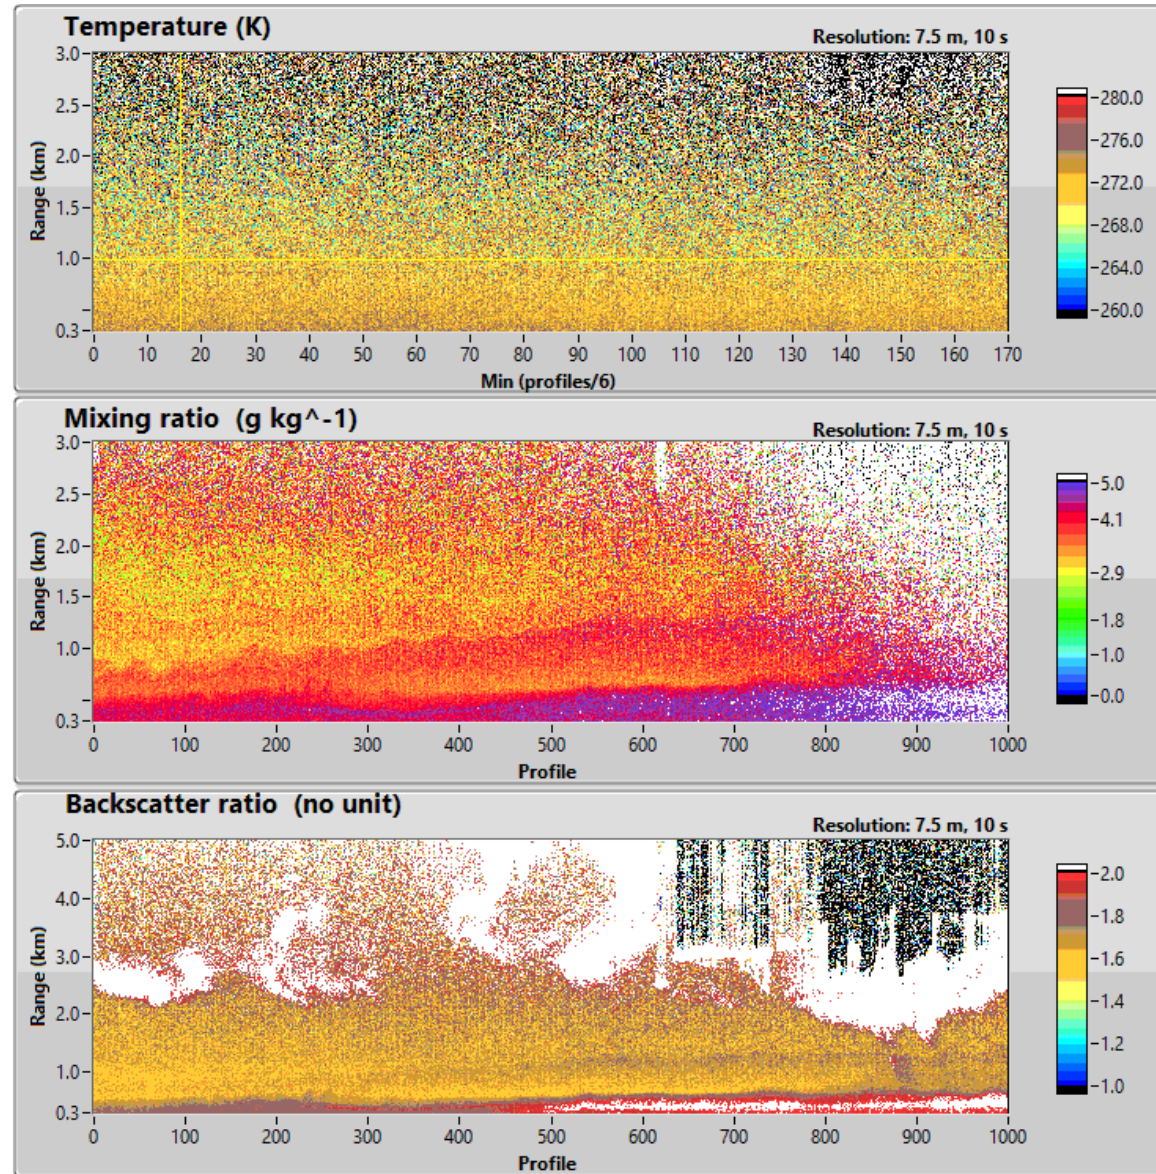 Temperature (K)
Resolution: 7.5 m, 10 s
Range (km)
3.0
2.5
2.0
1.5
1.0
0.3
0 10 20 30 40 50 60 70 80 90 100 110 120 130 140 150 160 170
Min (profiles/6)
280.0
276.0
272.0
268.0
264.0
260.0
Mixing ratio (g kg^-1)
Resolution: 7.5 m, 10 s
Range (km)
3.0
2.5
2.0
1.5
1.0
0.3
0 100 200 300 400 500 600 700 800 900 1000
Profile
5.0
4.1
2.9
1.8
1.0
0.0
Backscatter ratio (no unit)
Resolution: 7.5 m, 10 s
Range (km)
5.0
4.0
3.0
2.0
1.0
0.3
0 100 200 300 400 500 600 700 800 900 1000
Profile
2.0
1.8
1.6
1.4
1.2
1.0